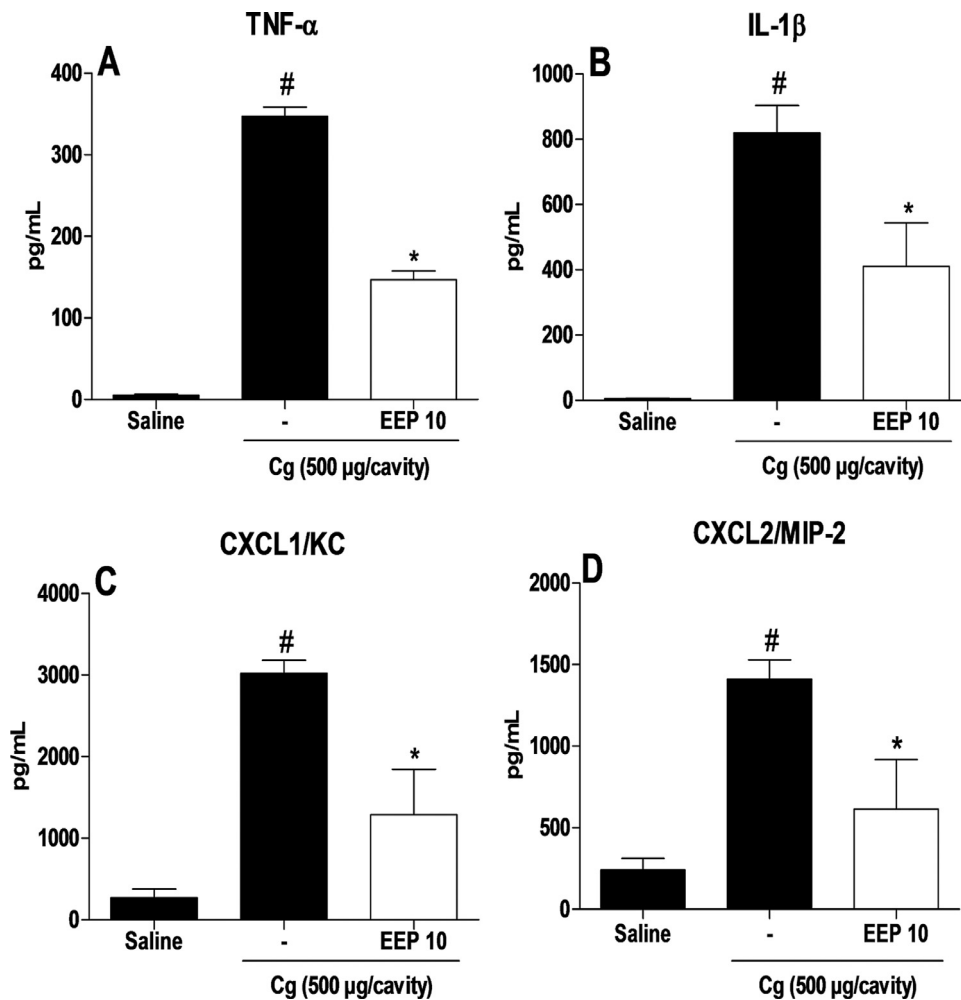 TNF-α
A
400
300
200
100
0
pg/mL
#
*
Saline
-
EEP 10
Cg (500 µg/cavity)
IL-1β
B
1000
800
600
400
200
0
pg/mL
#
*
Saline
-
EEP 10
Cg (500 µg/cavity)
CXCL1/KC
C
4000
3000
2000
1000
0
pg/mL
#
*
Saline
-
EEP 10
Cg (500 µg/cavity)
CXCL2/MIP-2
D
2000
1500
1000
500
0
pg/mL
#
*
Saline
-
EEP 10
Cg (500 µg/cavity)